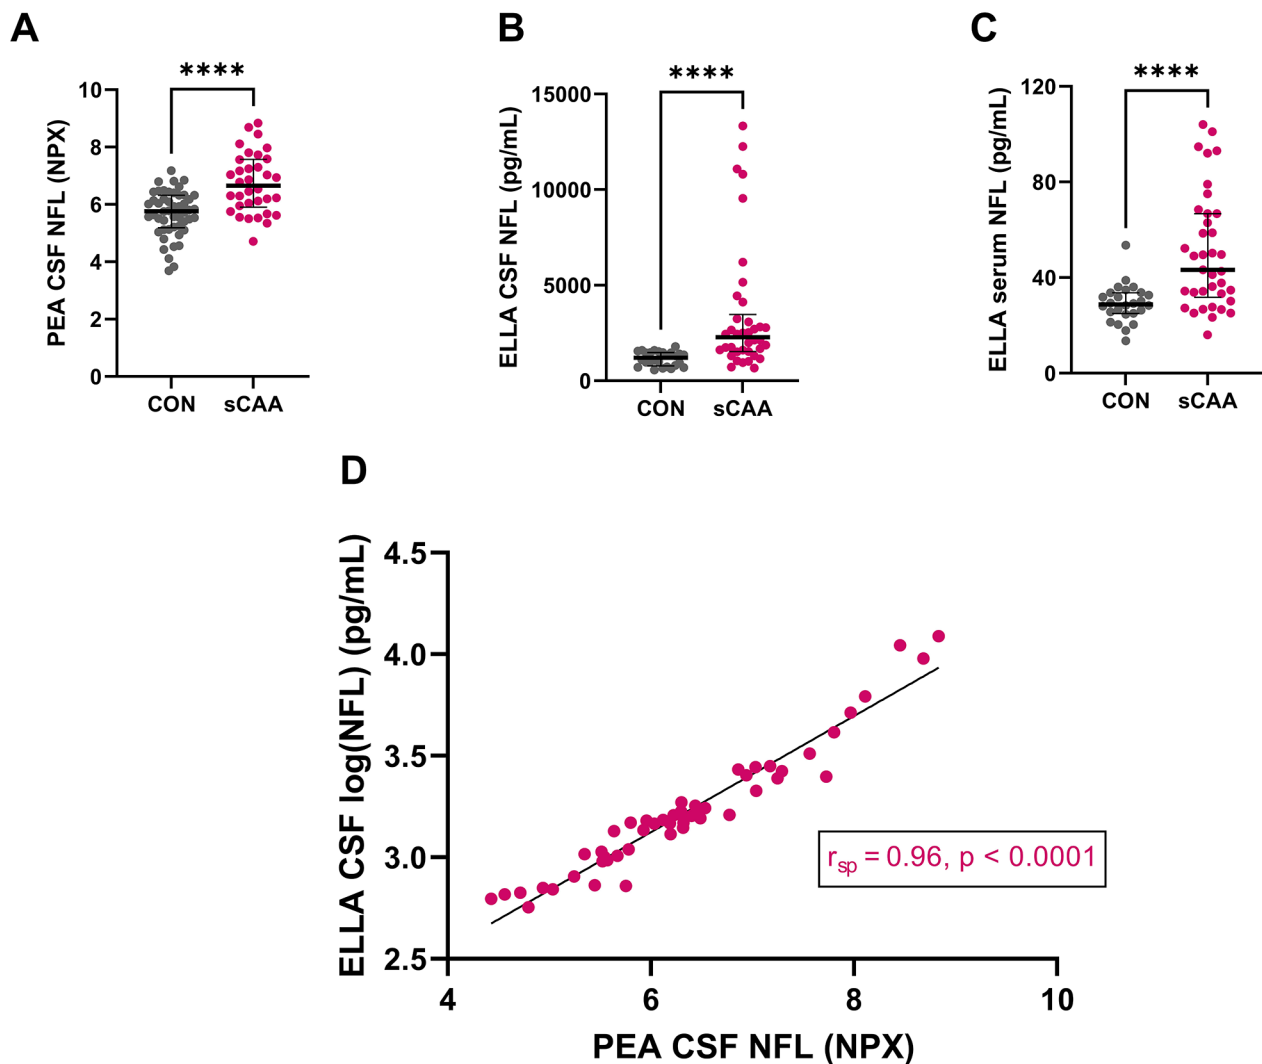 A
B
C
****
****
****
PEA CSF NFL (NPX)
10
8
6
4
2
0
CON
sCAA
ELLA CSF NFL (pg/mL)
15000
10000
5000
0
CON
sCAA
ELLA serum NFL (pg/mL)
120
80
40
0
CON
sCAA
D
ELLA CSF log(NFL) (pg/mL)
4.5
4.0
3.5
3.0
2.5
rsp = 0.96, p < 0.0001
4
6
8
10
PEA CSF NFL (NPX)